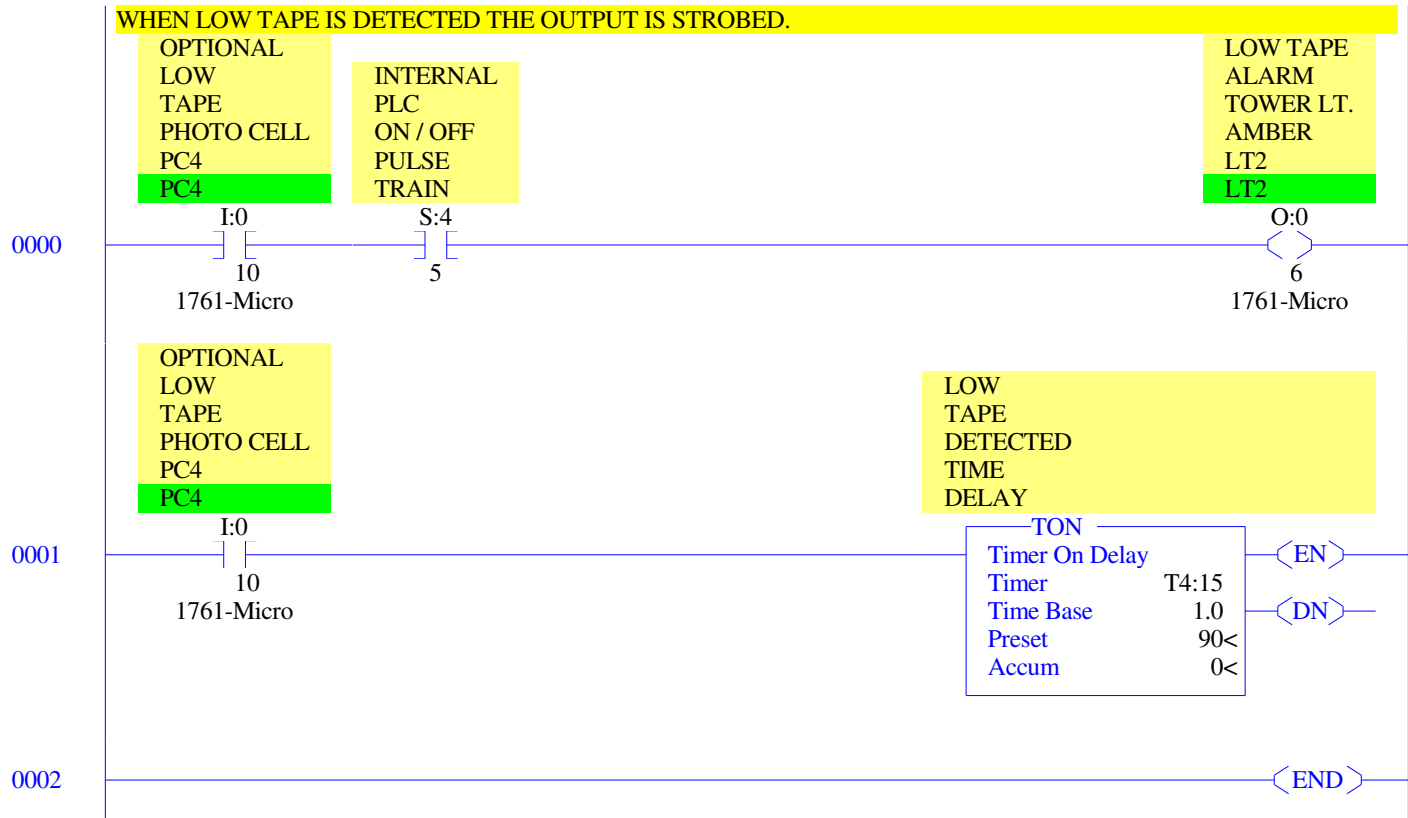 WHEN LOW TAPE IS DETECTED THE OUTPUT IS STROBED.
OPTIONAL
LOW
TAPE
PHOTO CELL
PC4
PC4
I:0
10
1761-Micro
INTERNAL
PLC
ON / OFF
PULSE
TRAIN
S:4
5
LOW TAPE
ALARM
TOWER LT.
AMBER
LT2
LT2
O:0
6
1761-Micro
0000
OPTIONAL
LOW
TAPE
PHOTO CELL
PC4
PC4
I:0
10
1761-Micro
LOW
TAPE
DETECTED
TIME
DELAY
TON
Timer On Delay
Timer T4:15
Time Base 1.0
Preset 90<
Accum 0<
EN
DN
0001
0002
END